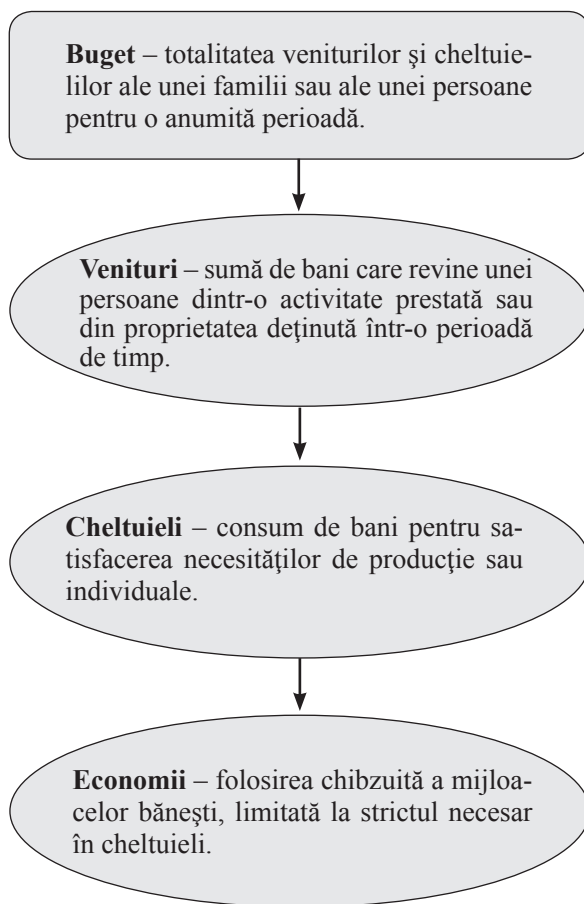 Buget – totalitatea veniturilor şi cheltuie-
lilor ale unei familii sau ale unei persoane
pentru o anumită perioadă.
Venituri – sumă de bani care revine unei
persoane dintr-o activitate prestată sau
din proprietatea deţinută într-o perioadă
de timp.
Cheltuieli – consum de bani pentru sa-
tisfacerea necesităţilor de producţie sau
individuale.
Economii – folosirea chibzuită a mijloa-
celor băneşti, limitată la strictul necesar
în cheltuieli.